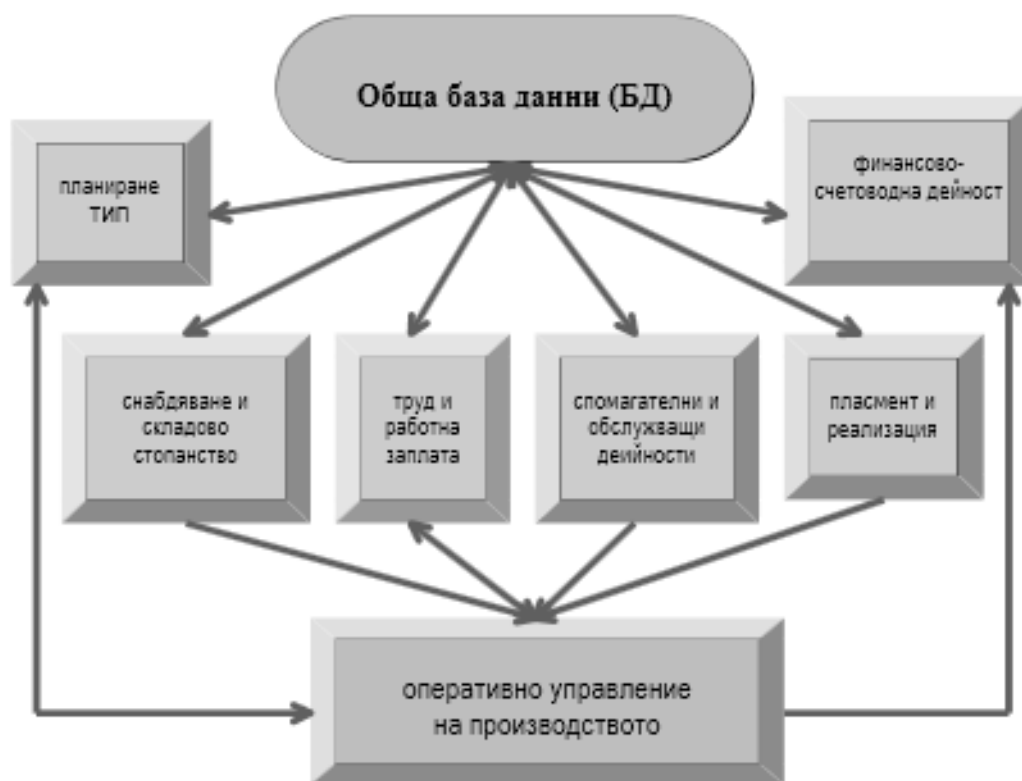 Обща база данни (БД)
планиране
ТИП
финансово-
счетоводна дейност
снабдяване и
складово
стопанство
труд и
работна
заплата
спомагателни и
обслужващи
деийности
пласмент и
реализация
оперативно управление
на производството